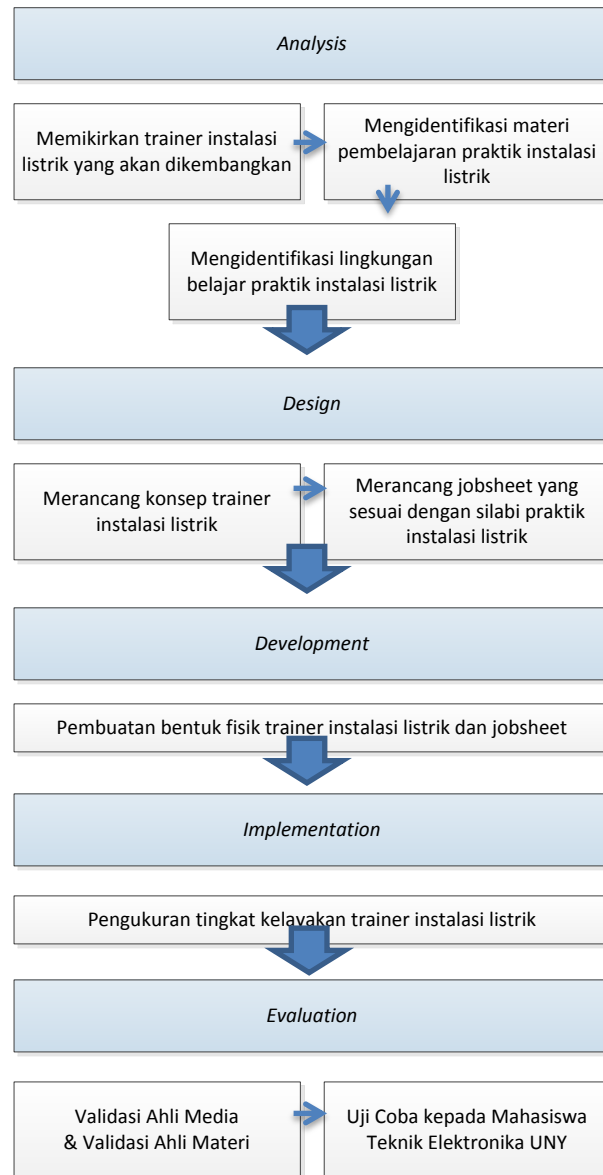 Analysis
Memikirkan trainer instalasi
listrik yang akan dikembangkan
Mengidentifikasi materi
pembelajaran praktik instalasi
listrik
Mengidentifikasi lingkungan
belajar praktik instalasi listrik
Design
Merancang konsep trainer
instalasi listrik
Merancang jobsheet yang
sesuai dengan silabi praktik
instalasi listrik
Development
Pembuatan bentuk fisik trainer instalasi listrik dan jobsheet
Implementation
Pengukuran tingkat kelayakan trainer instalasi listrik
Evaluation
Validasi Ahli Media
& Validasi Ahli Materi
Uji Coba kepada Mahasiswa
Teknik Elektronika UNY